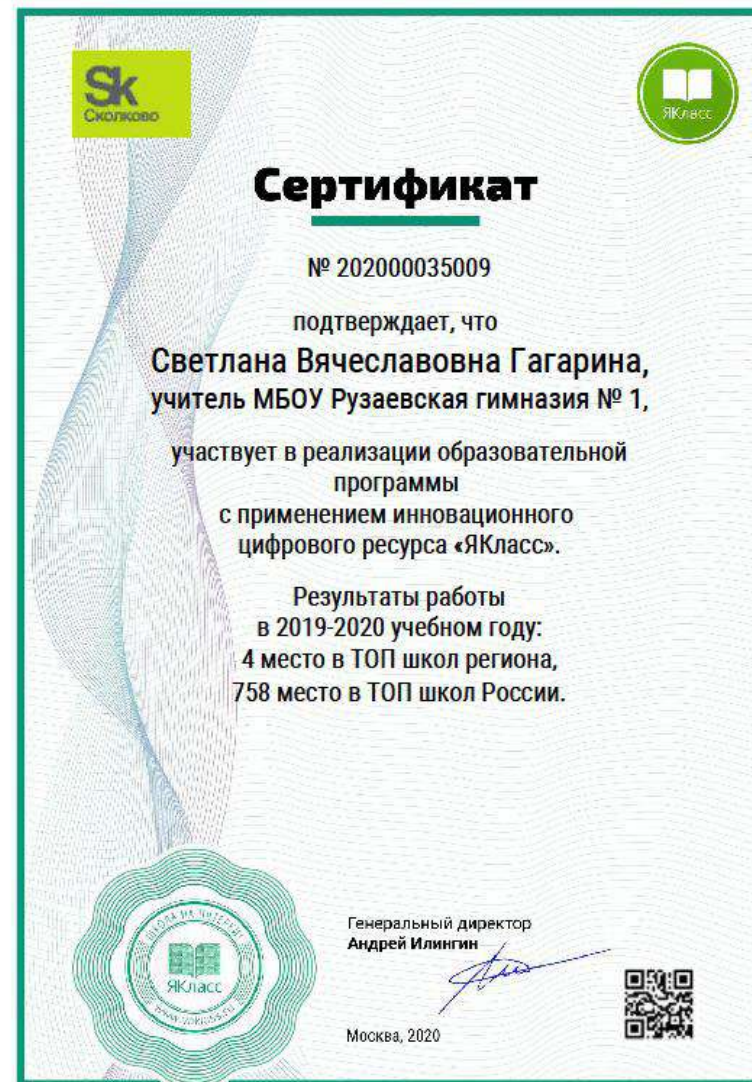 Sk
Сколково
ЯКласс
Сертификат
№ 202000035009
подтверждает, что
Светлана Вячеславовна Гагарина,
учитель МБОУ Рузаевская гимназия № 1,
участвует в реализации образовательной
программы
с применением инновационного
цифрового ресурса «ЯКласс».
Результаты работы
в 2019-2020 учебном году:
4 место в ТОП школ региона,
758 место в ТОП школ России.
Генеральный директор
Андрей Илингин
ЯКласс
Москва, 2020